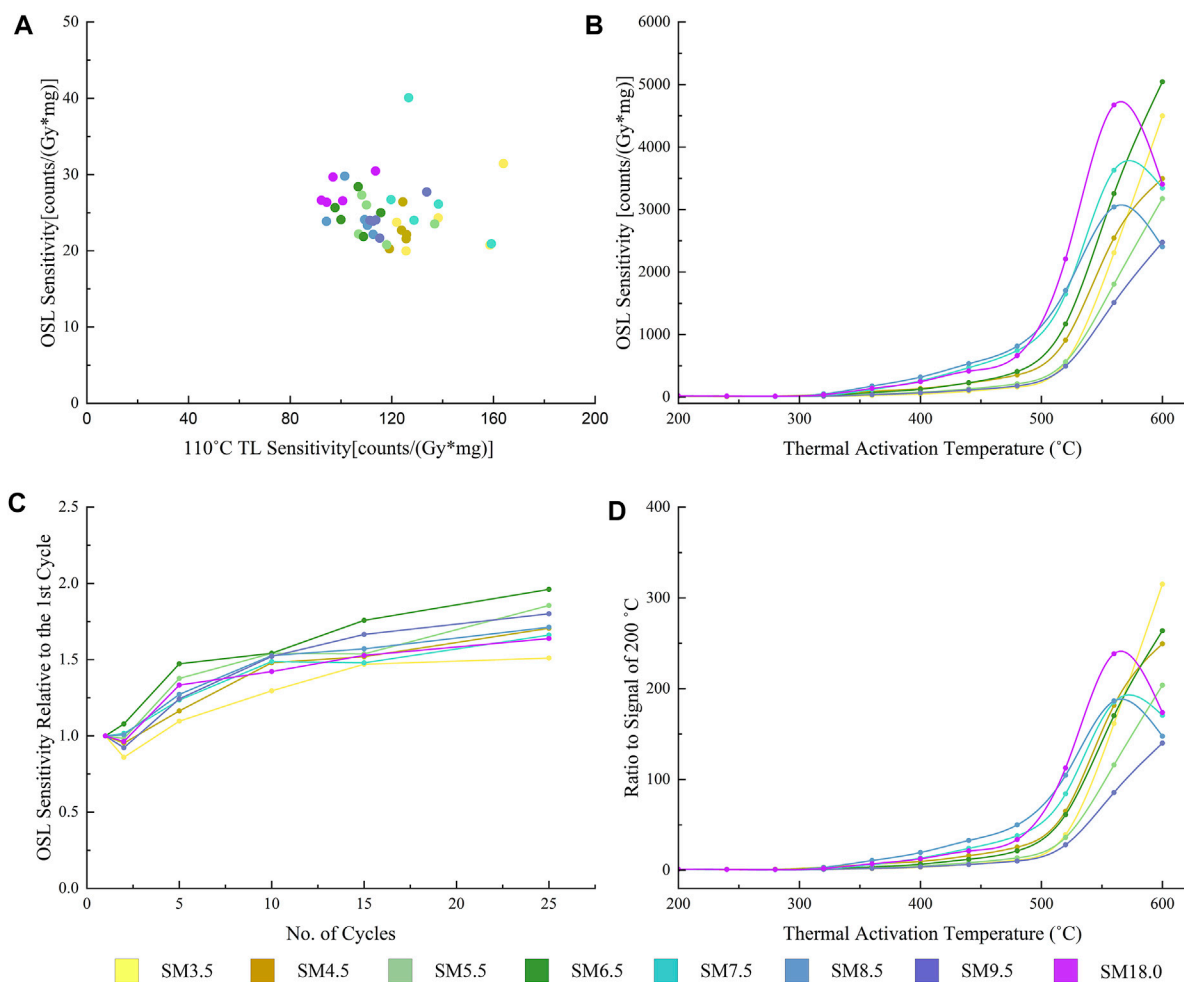 A
50
40
30
20
10
0
0 40 80 120 160 200
OSL Sensitivity[counts/(Gy*mg)]
110°C TL Sensitivity[counts/(Gy*mg)]
B
6000
5000
4000
3000
2000
1000
0
200 300 400 500 600
OSL Sensitivity [counts/(Gy*mg)]
Thermal Activation Temperature (°C)
C
2.5
2.0
1.5
1.0
0.5
0.0
0 5 10 15 20 25
OSL Sensitivity Relative to the 1st Cycle
No. of Cycles
D
400
300
200
100
0
200 300 400 500 600
Ratio to Signal of 200 °C
Thermal Activation Temperature (°C)
SM3.5 SM4.5 SM5.5 SM6.5 SM7.5 SM8.5 SM9.5 SM18.0